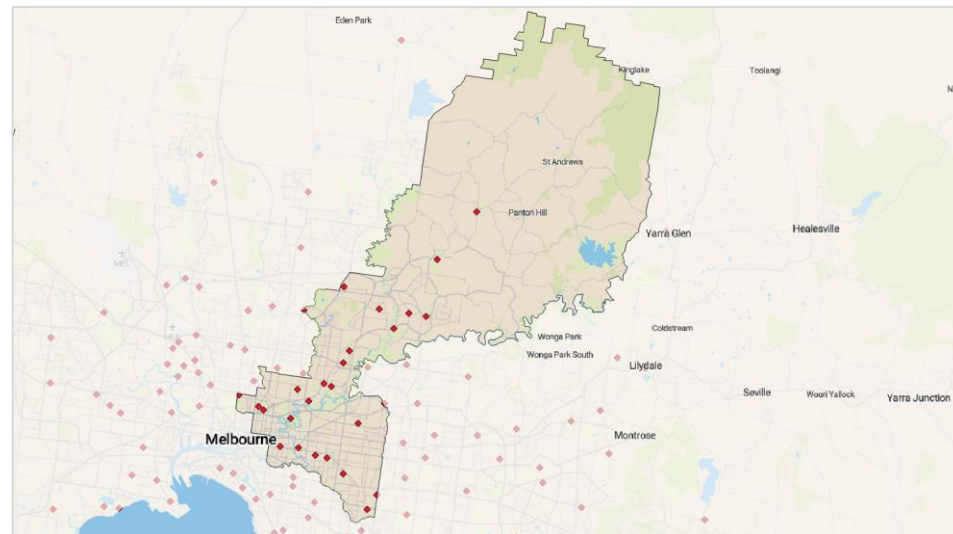 Eden Park
Kinglake
Toolangi
St Andrews
Panton Hill
Yarra Glen
Healesville
MEL
Wonga Park
Coldstream
Wonga Park South
Lilydale
Seville
Woori Yallock
Yarra Junction
Montrose
Melbourne